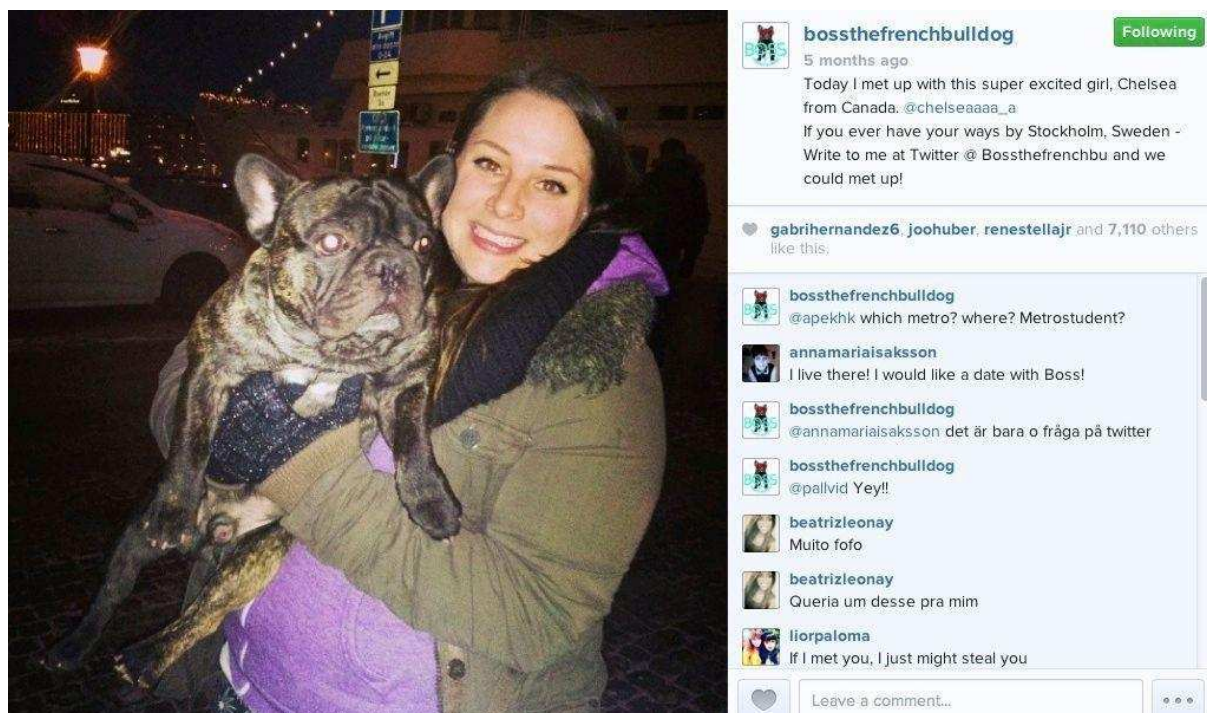 bossthefrenchbulldog
Following
5 months ago
Today I met up with this super excited girl, Chelsea
from Canada. @chelseaaaa_a
If you ever have your ways by Stockholm, Sweden -
Write to me at Twitter @ Bossthefrenchbu and we
could met up!
gabrihernandez6, joohuber, renestellajr and 7,110 others
like this.
bossthefrenchbulldog
@apekhk which metro? where? Metrostudent?
annamariaisaksson
I live there! I would like a date with Boss!
bossthefrenchbulldog
@annamariaisaksson det är bara o fråga på twitter
bossthefrenchbulldog
@pallvid Yey!!
beatrizleonay
Muito fofo
beatrizleonay
Queria um desse pra mim
liorpaloma
If I met you, I just might steal you
Leave a comment...
Avgift
0-24
BOSS